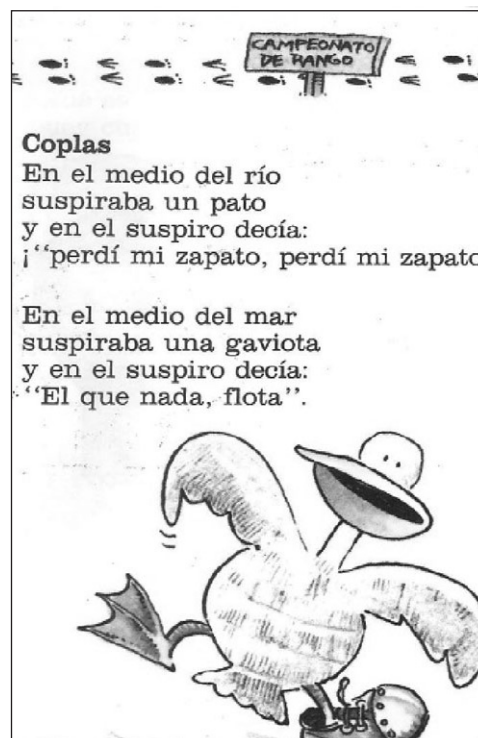 CAMPEONATO
DE RANGO
Coplas
En el medio del río
suspiraba un pato
y en el suspiro decía:
¡“perdí mi zapato, perdí mi zapato
En el medio del mar
suspiraba una gaviota
y en el suspiro decía:
“El que nada, flota”.